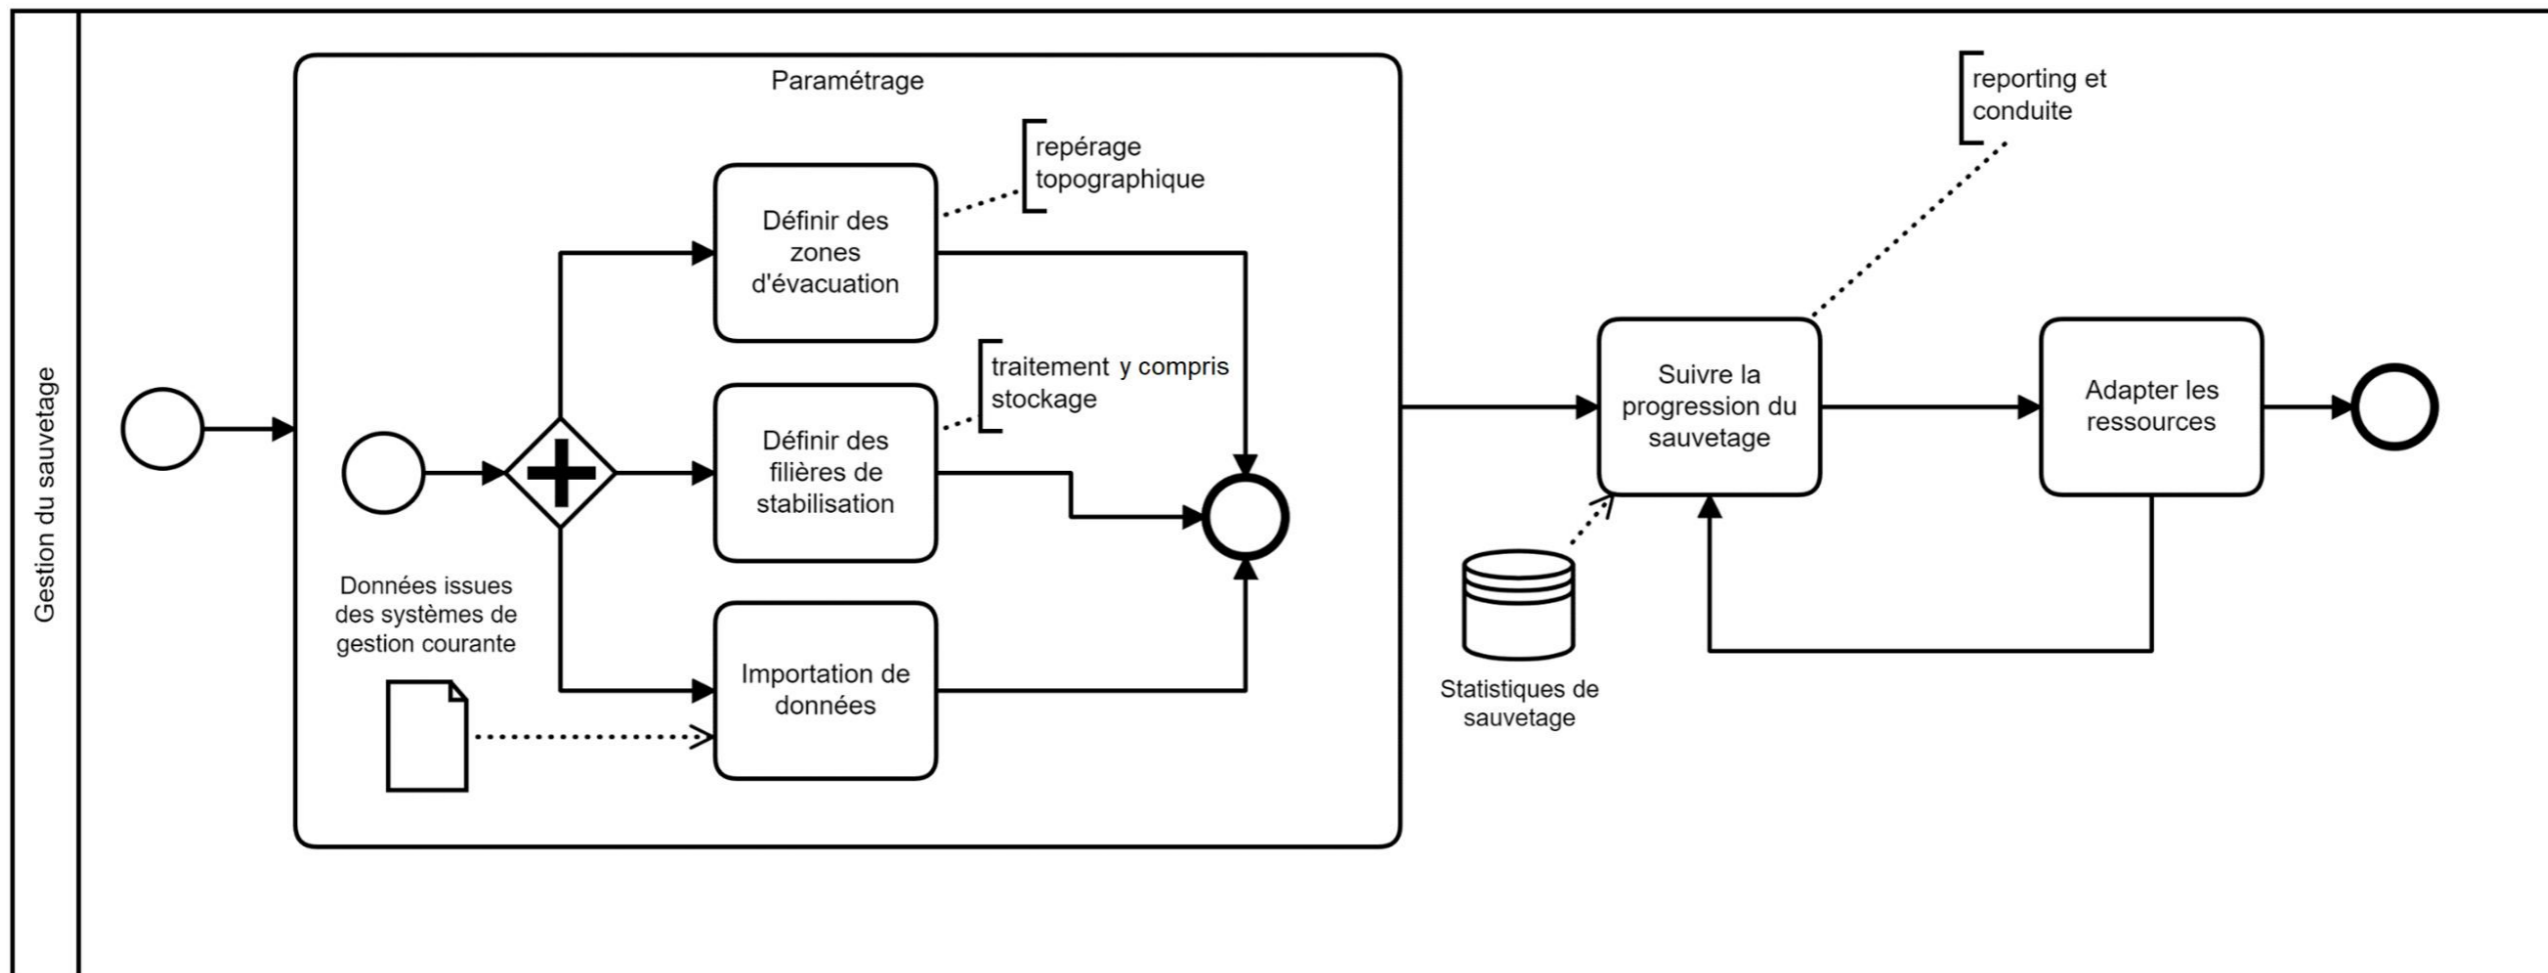 Gestion du sauvetage
Paramétrage
repérage
topographique
Définir des
zones
d'évacuation
traitement y compris
stockage
Définir des
filières de
stabilisation
Données issues
des systèmes de
gestion courante
Importation de
données
reporting et
conduite
Suivre la
progression du
sauvetage
Adapter les
ressources
Statistiques de
sauvetage